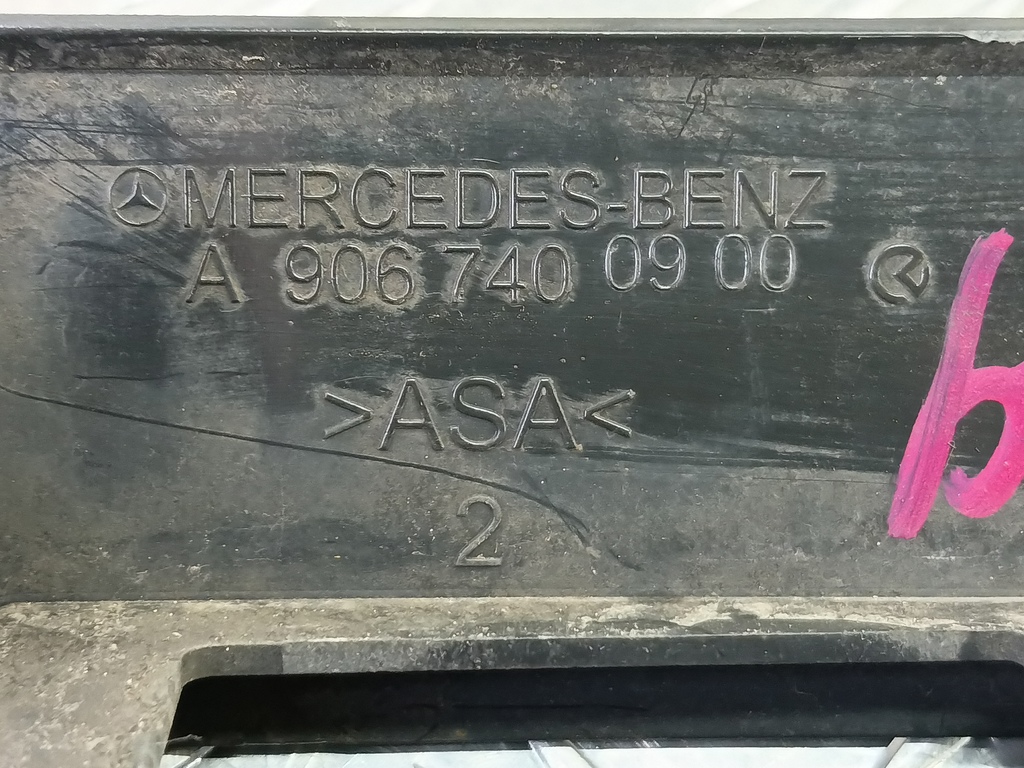 MERCEDES-BENZ
A 906 740 09 00
>ASA<
2